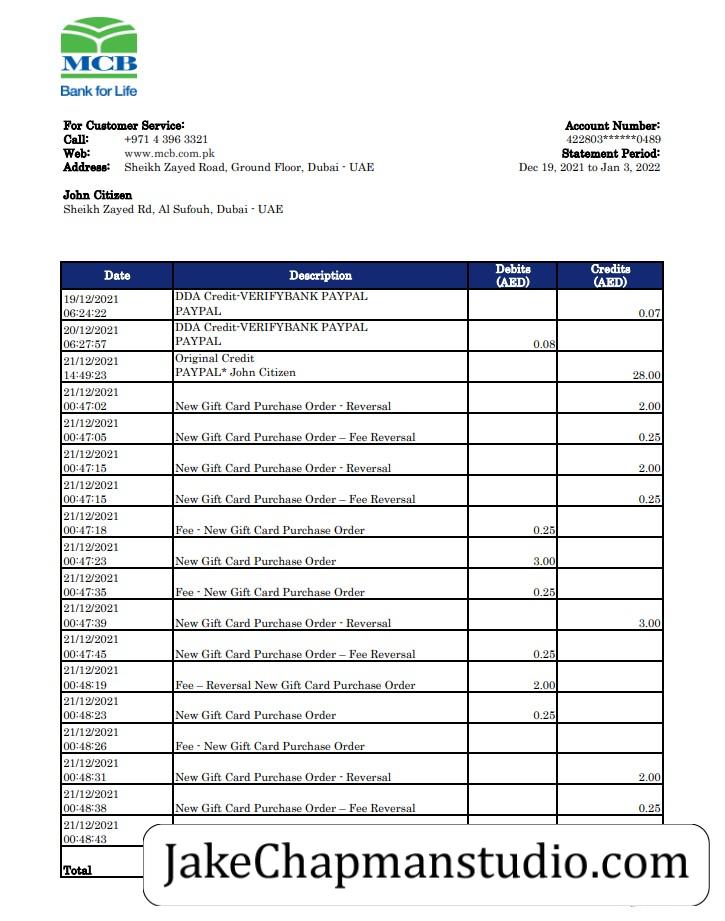 MCB
Bank for Life
For Customer Service:
Call: +971 4 396 3321
Web: www.mcb.com.pk
Address: Sheikh Zayed Road, Ground Floor, Dubai - UAE
Account Number:
422803******0489
Statement Period:
Dec 19, 2021 to Jan 3, 2022
John Citizen
Sheikh Zayed Rd, Al Sufouh, Dubai - UAE
Date Description Debits (AED) Credits (AED)
19/12/2021 DDA Credit-VERIFYBANK PAYPAL
06:24:22 PAYPAL 0.07
20/12/2021 DDA Credit-VERIFYBANK PAYPAL
06:27:57 PAYPAL 0.08
21/12/2021 Original Credit
14:49:23 PAYPAL* John Citizen 28.00
21/12/2021
00:47:02 New Gift Card Purchase Order - Reversal 2.00
21/12/2021
00:47:05 New Gift Card Purchase Order – Fee Reversal 0.25
21/12/2021
00:47:15 New Gift Card Purchase Order - Reversal 2.00
21/12/2021
00:47:15 New Gift Card Purchase Order – Fee Reversal 0.25
21/12/2021
00:47:18 Fee - New Gift Card Purchase Order 0.25
21/12/2021
00:47:23 New Gift Card Purchase Order 3.00
21/12/2021
00:47:35 Fee - New Gift Card Purchase Order 0.25
21/12/2021
00:47:39 New Gift Card Purchase Order - Reversal 3.00
21/12/2021
00:47:45 New Gift Card Purchase Order – Fee Reversal 0.25
21/12/2021
00:48:19 Fee – Reversal New Gift Card Purchase Order 2.00
21/12/2021
00:48:23 New Gift Card Purchase Order 0.25
21/12/2021
00:48:26 Fee - New Gift Card Purchase Order
21/12/2021
00:48:31 New Gift Card Purchase Order - Reversal 2.00
21/12/2021
00:48:38 New Gift Card Purchase Order – Fee Reversal 0.25
21/12/2021
00:48:43
Total
JakeChapmanstudio.com